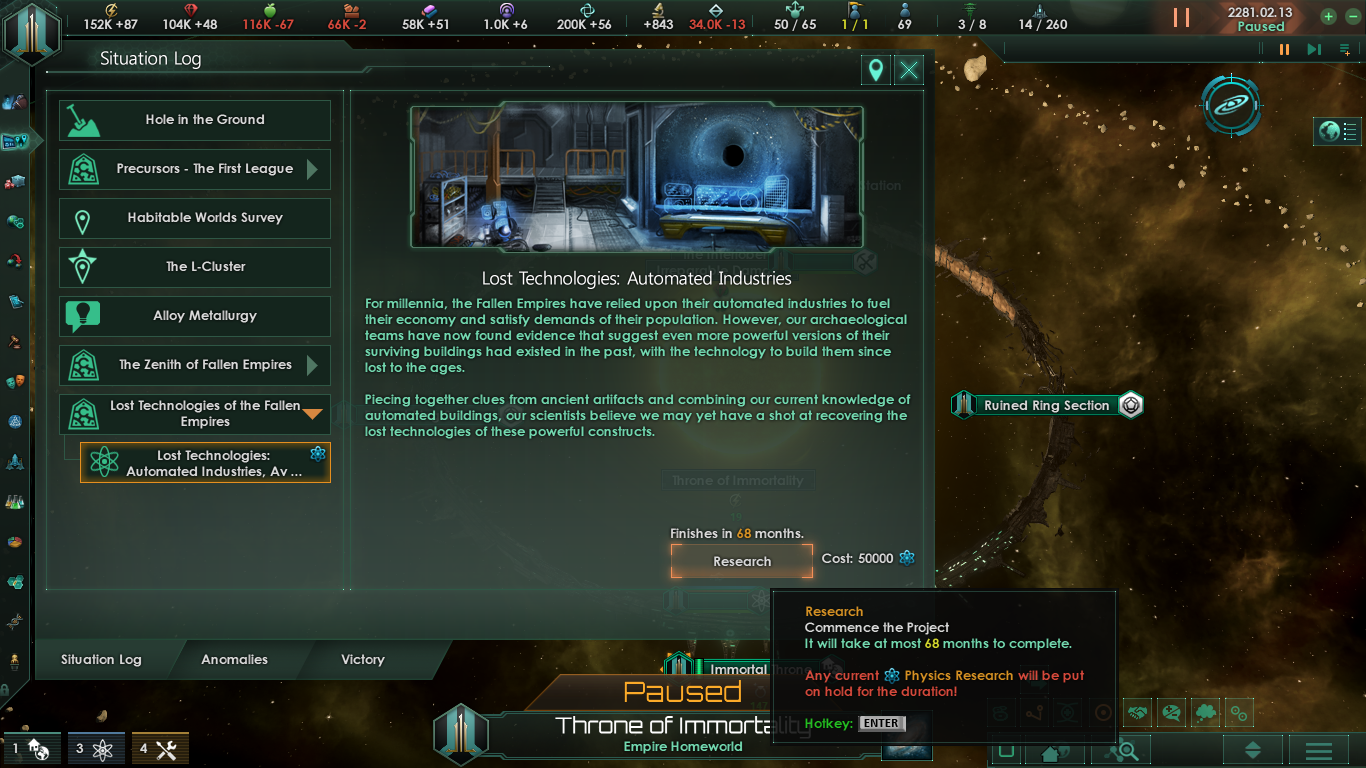 152K +87
104K +48
116K -67
66K -2
58K +51
1.0K +6
200K +56
+843
34.0K -13
50 / 65
1 / 1
69
3 / 8
14 / 260
2281.02.13
Paused
Situation Log
Hole in the Ground
Precursors - The First League
Habitable Worlds Survey
The L-Cluster
Alloy Metallurgy
The Zenith of Fallen Empires
Lost Technologies of the Fallen
Empires
Lost Technologies:
Automated Industries, Av ...
Lost Technologies: Automated Industries
For millennia, the Fallen Empires have relied upon their automated industries to fuel
their economy and satisfy demands of their population. However, our archaeological
teams have now found evidence that suggest even more powerful versions of their
surviving buildings had existed in the past, with the technology to build them since
lost to the ages.
Piecing together clues from ancient artifacts and combining our current knowledge of
automated buildings, our scientists believe we may yet have a shot at recovering the
lost technologies of these powerful constructs.
Throne of Immortality
Finishes in 68 months.
Research
Cost: 50000
Ruined Ring Section
Research
Commence the Project
It will take at most 68 months to complete.
Any current Physics Research will be put
on hold for the duration!
Hotkey: ENTER
Situation Log
Anomalies
Victory
Immortal Throne
Paused
Throne of Immortality
Empire Homeworld
1
3
4